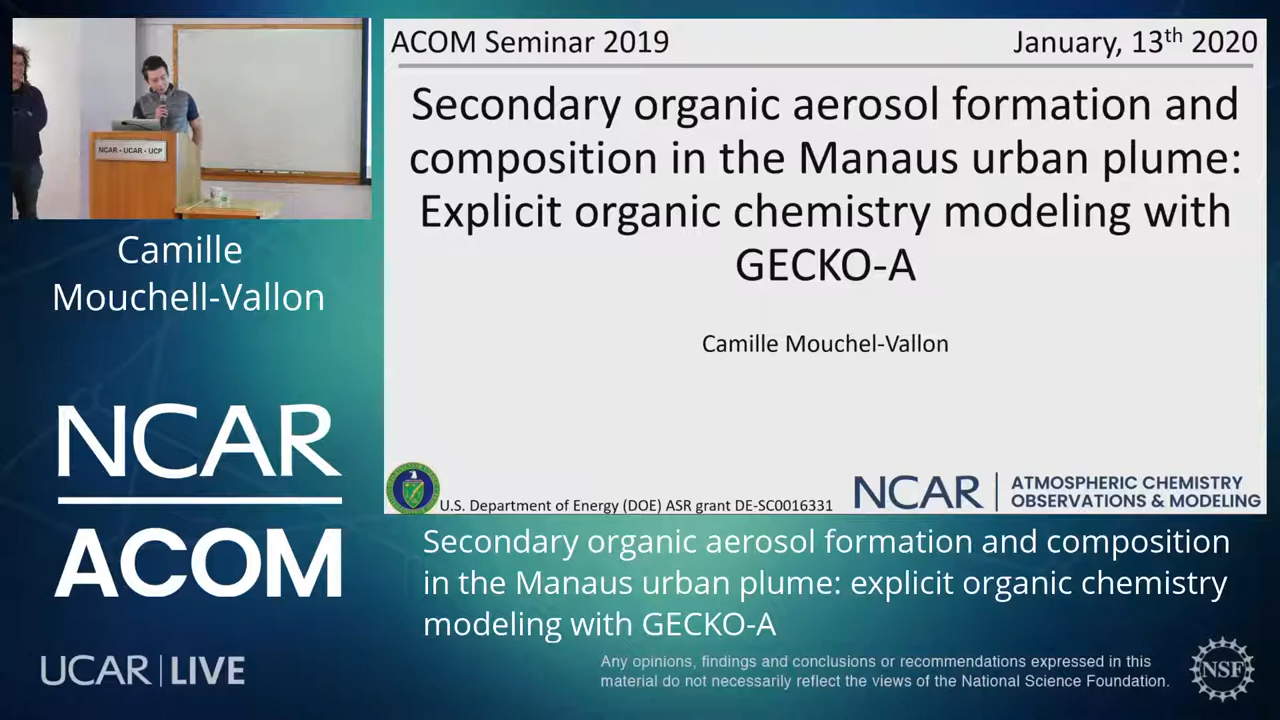 NCAR - UCAR - UCP
Camille
Mouchell-Vallon
NCAR
ACOM
UCAR | LIVE
ACOM Seminar 2019
January, 13th 2020
Secondary organic aerosol formation and
composition in the Manaus urban plume:
Explicit organic chemistry modeling with
GECKO-A
Camille Mouchel-Vallon
U.S. Department of Energy (DOE) ASR grant DE-SC0016331
NCAR | ATMOSPHERIC CHEMISTRY
OBSERVATIONS & MODELING
Secondary organic aerosol formation and composition
in the Manaus urban plume: explicit organic chemistry
modeling with GECKO-A
Any opinions, findings and conclusions or recommendations expressed in this
material do not necessarily reflect the views of the National Science Foundation.
NSF